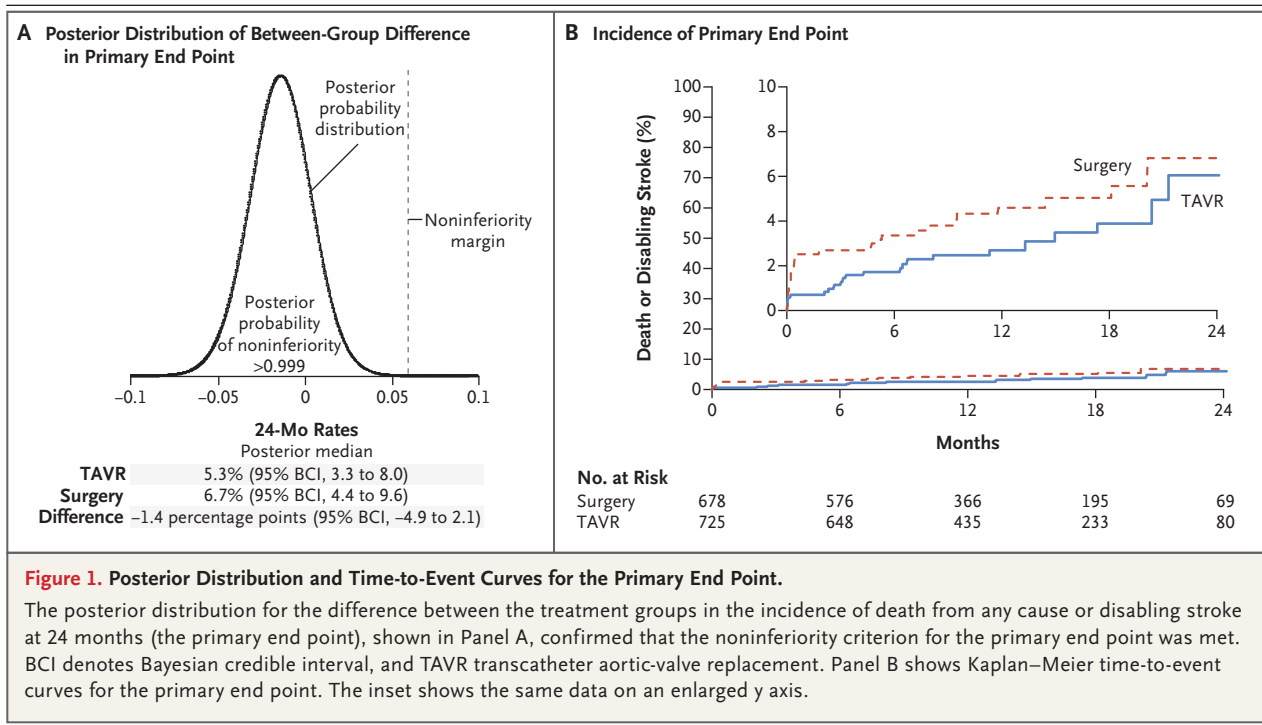 A Posterior Distribution of Between-Group Difference
in Primary End Point
Posterior
probability
distribution
Noninferiority
margin
Posterior
probability
of noninferiority
>0.999
−0.1 −0.05 0 0.05 0.1
24-Mo Rates
Posterior median
TAVR 5.3% (95% BCI, 3.3 to 8.0)
Surgery 6.7% (95% BCI, 4.4 to 9.6)
Difference −1.4 percentage points (95% BCI, −4.9 to 2.1)
B Incidence of Primary End Point
Death or Disabling Stroke (%)
100
90
80
70
60
50
40
30
20
10
0
10
8
6
4
2
0
Surgery
TAVR
0 6 12 18 24
0 6 12 18 24
Months
No. at Risk
Surgery 678 576 366 195 69
TAVR 725 648 435 233 80
Figure 1. Posterior Distribution and Time-to-Event Curves for the Primary End Point.
The posterior distribution for the difference between the treatment groups in the incidence of death from any cause or disabling stroke
at 24 months (the primary end point), shown in Panel A, confirmed that the noninferiority criterion for the primary end point was met.
BCI denotes Bayesian credible interval, and TAVR transcatheter aortic-valve replacement. Panel B shows Kaplan–Meier time-to-event
curves for the primary end point. The inset shows the same data on an enlarged y axis.